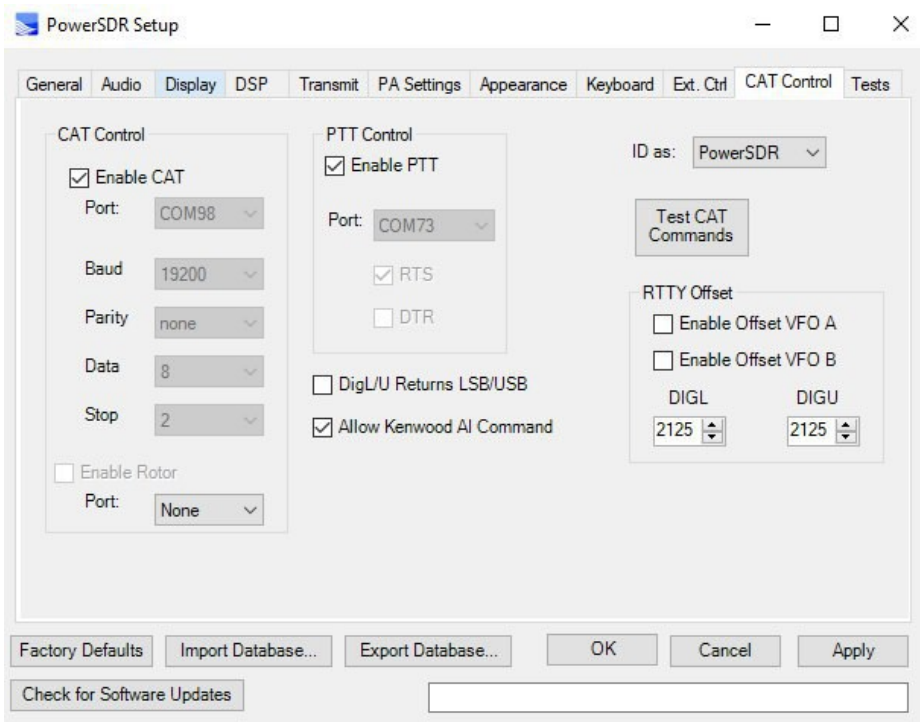 PowerSDR Setup
General Audio Display DSP Transmit PA Settings Appearance Keyboard Ext. Ctrl CAT Control Tests
CAT Control
Enable CAT
Port: COM98
Baud 19200
Parity none
Data 8
Stop 2
Enable Rotor
Port: None
PTT Control
Enable PTT
Port: COM73
RTS
DTR
DigL/U Returns LSB/USB
Allow Kenwood AI Command
ID as: PowerSDR
Test CAT
Commands
RTTY Offset
Enable Offset VFO A
Enable Offset VFO B
DIGL DIGU
2125 2125
Factory Defaults Import Database... Export Database... OK Cancel Apply
Check for Software Updates